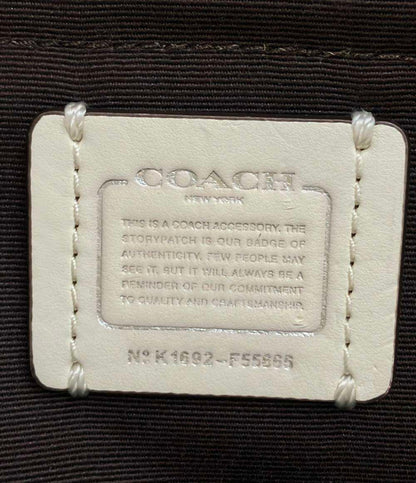 COACH
NEW YORK
THIS IS A COACH ACCESSORY. THE
STORYPATCH IS OUR BADGE OF
AUTHENTICITY. FEW PEOPLE MAY
SEE IT, BUT IT WILL ALWAYS BE A
REMINDER OF OUR COMMITMENT
TO QUALITY AND CRAFTSMANSHIP.
Nº K1692-F55865